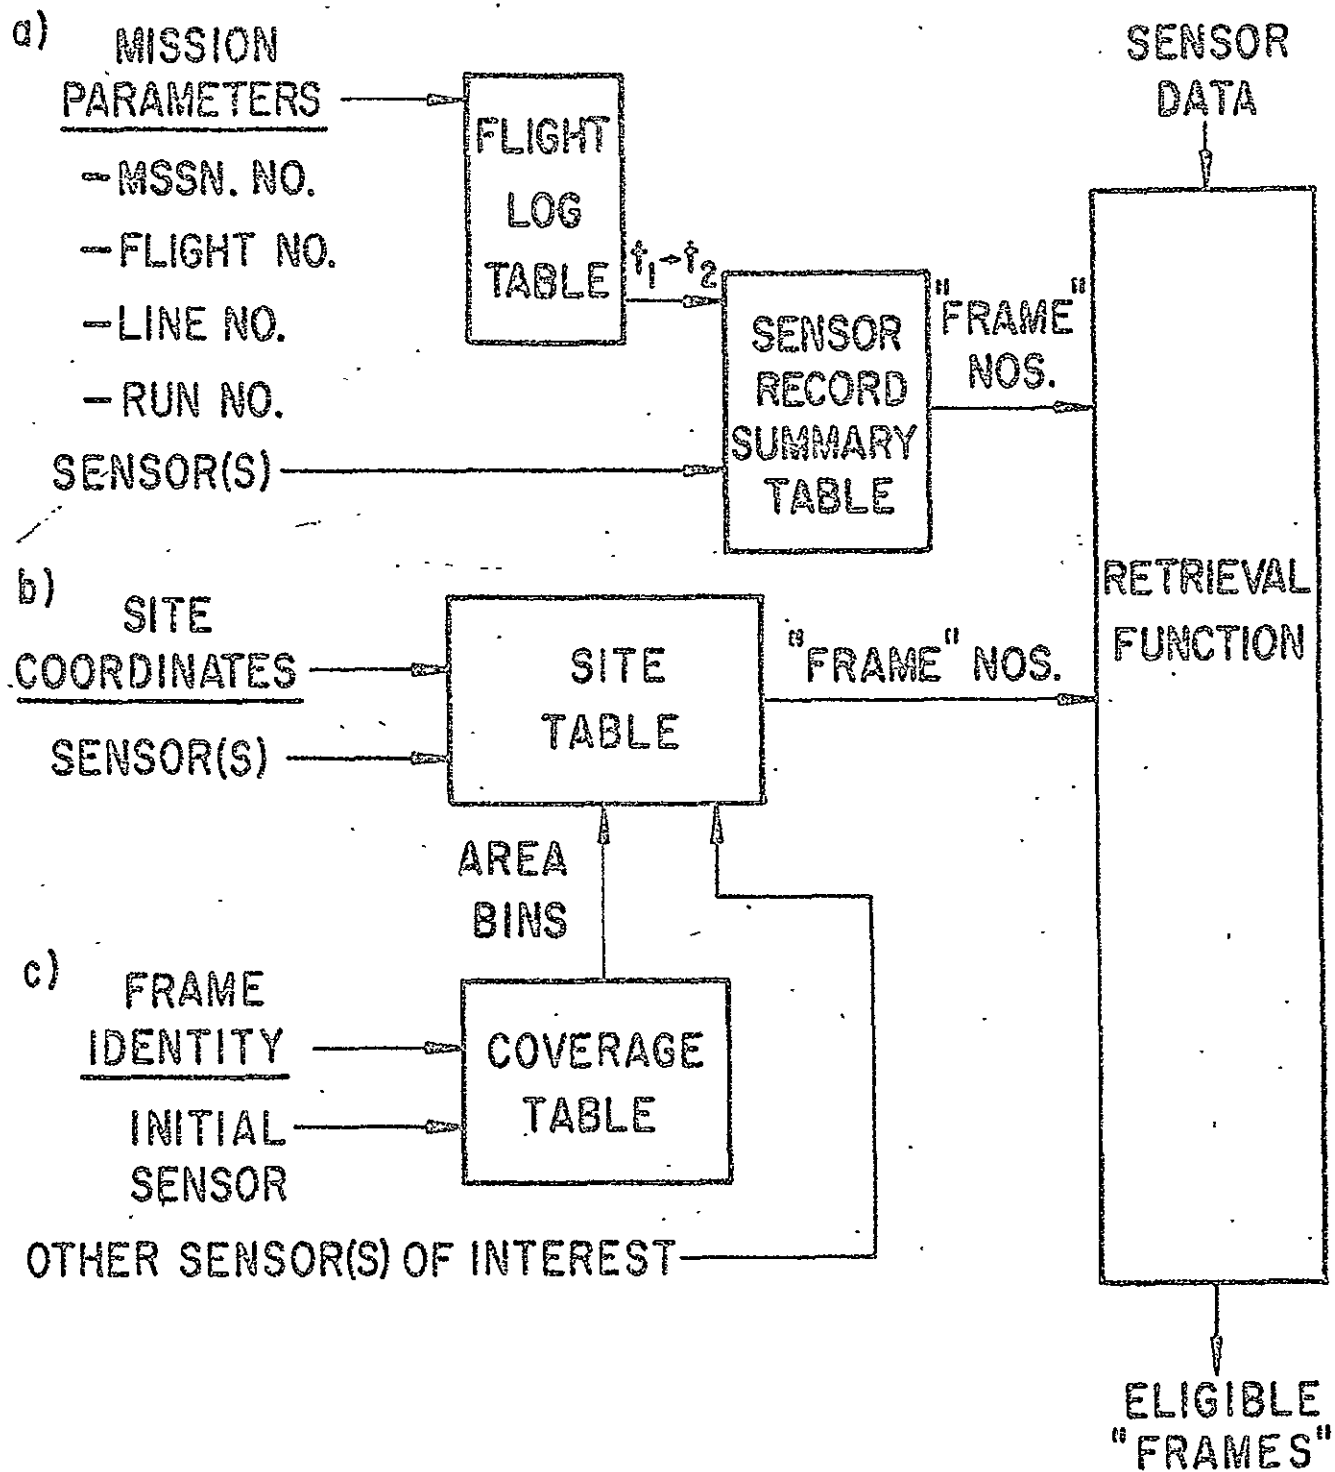 a)
MISSION
PARAMETERS
-MSSN. NO.
-FLIGHT NO.
-LINE NO.
-RUN NO.
SENSOR(S)
FLIGHT
LOG
TABLE
t₁-t₂
SENSOR
RECORD
SUMMARY
TABLE
"FRAME"
NOS.
SENSOR
DATA
b)
SITE
COORDINATES
SENSOR(S)
SITE
TABLE
"FRAME" NOS.
RETRIEVAL
FUNCTION
AREA
BINS
c)
FRAME
IDENTITY
INITIAL
SENSOR
COVERAGE
TABLE
OTHER SENSOR(S) OF INTEREST
ELIGIBLE
"FRAMES"